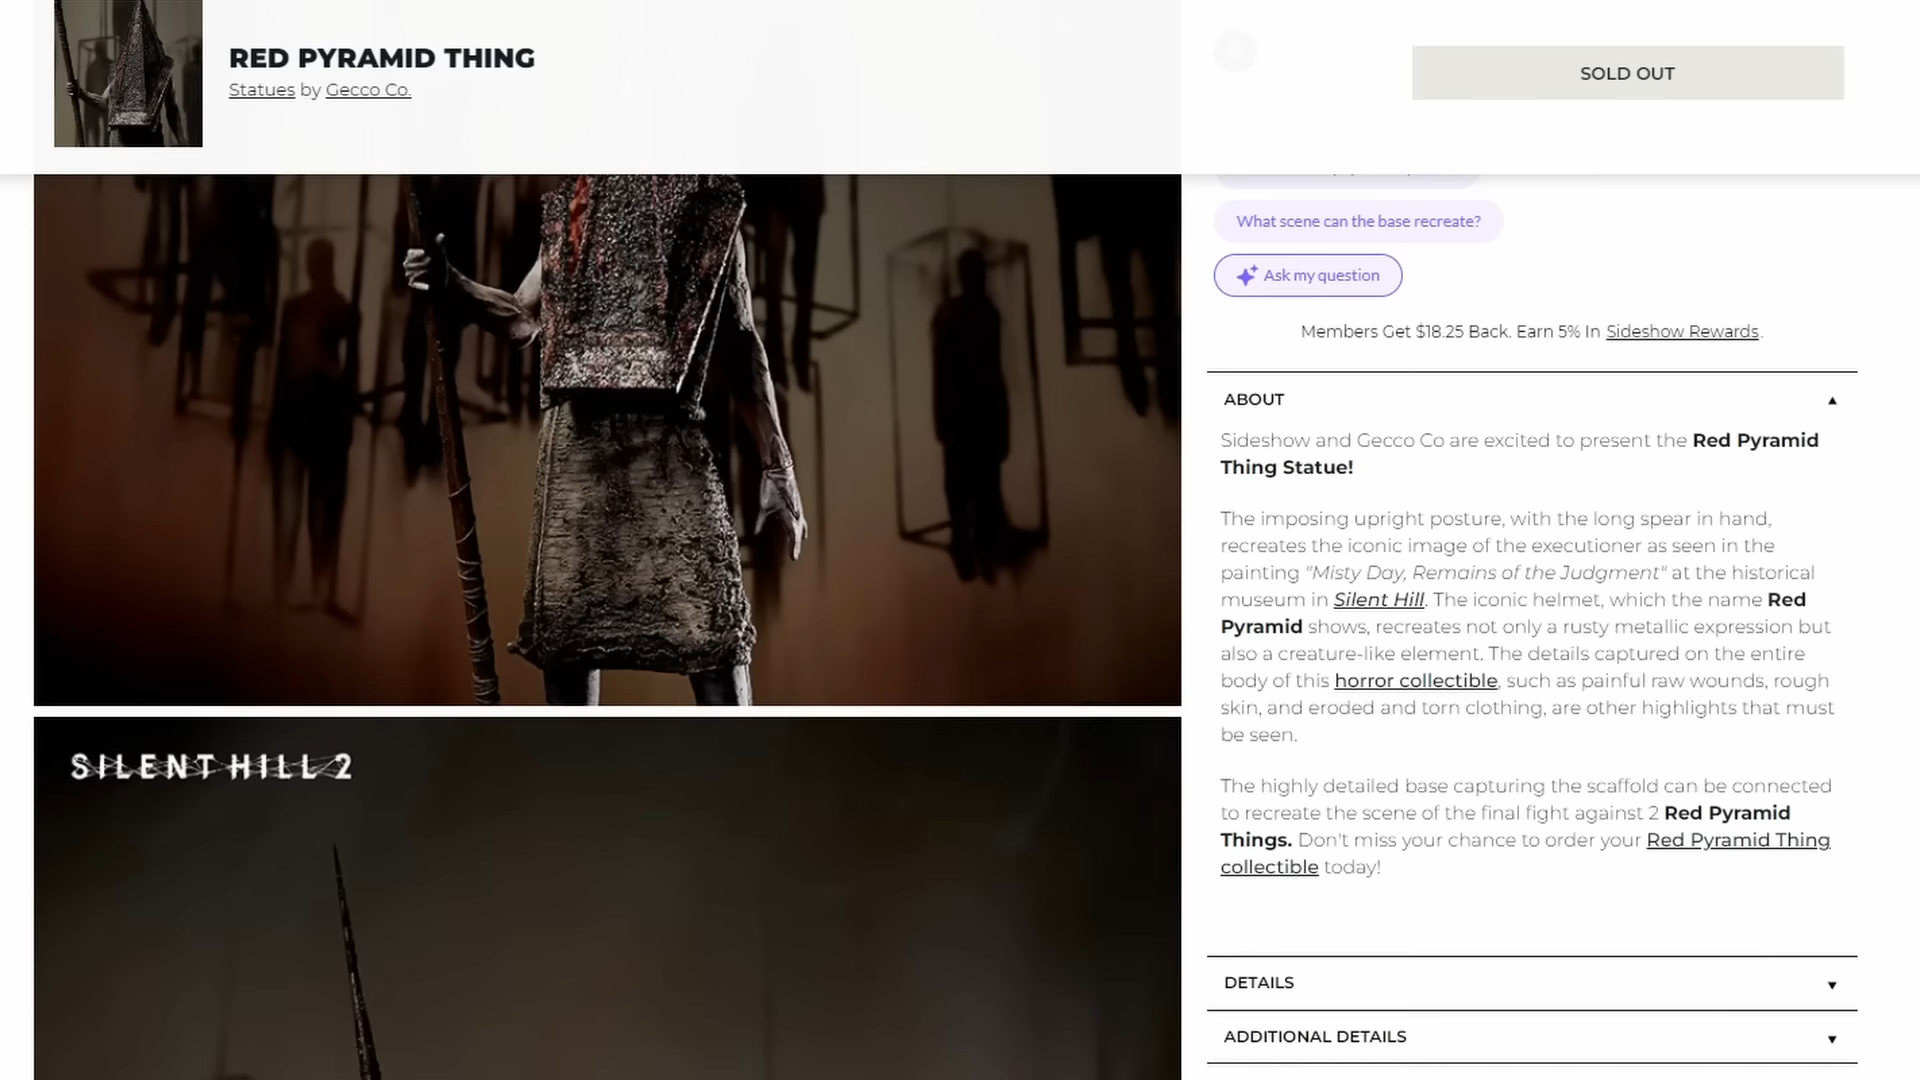 RED PYRAMID THING
Statues by Gecco Co.
SOLD OUT
What scene can the base recreate?
Ask my question
Members Get $18.25 Back. Earn 5% In Sideshow Rewards.
ABOUT
Sideshow and Gecco Co are excited to present the Red Pyramid
Thing Statue!
The imposing upright posture, with the long spear in hand,
recreates the iconic image of the executioner as seen in the
painting "Misty Day, Remains of the Judgment" at the historical
museum in Silent Hill. The iconic helmet, which the name Red
Pyramid shows, recreates not only a rusty metallic expression but
also a creature-like element. The details captured on the entire
body of this horror collectible, such as painful raw wounds, rough
skin, and eroded and torn clothing, are other highlights that must
be seen.
The highly detailed base capturing the scaffold can be connected
to recreate the scene of the final fight against 2 Red Pyramid
Things. Don't miss your chance to order your Red Pyramid Thing
collectible today!
DETAILS
ADDITIONAL DETAILS
SILENT HILL 2